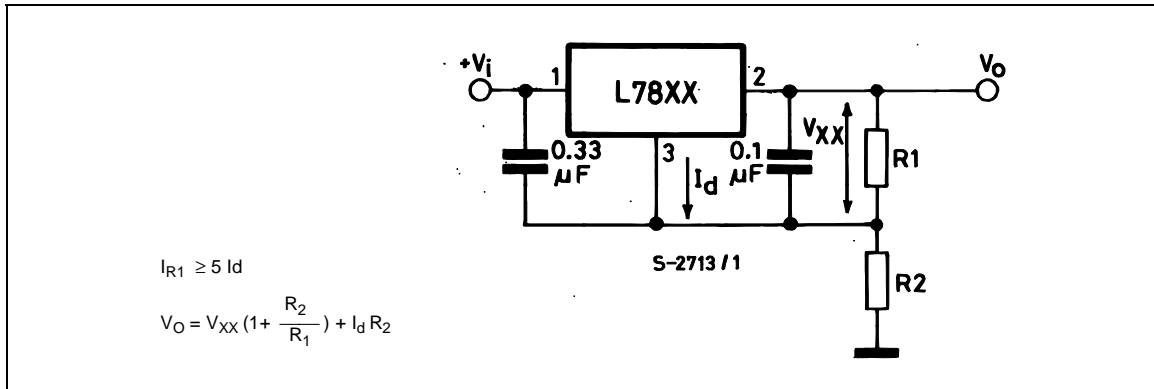 +Vi
1
L78XX
2
Vo
0.33
μF
3
Id
0.1
μF
VXX
R1
S-2713/1
R2
IR1 ≥ 5 Id
VO = VXX (1+ R2/R1) + Id R2